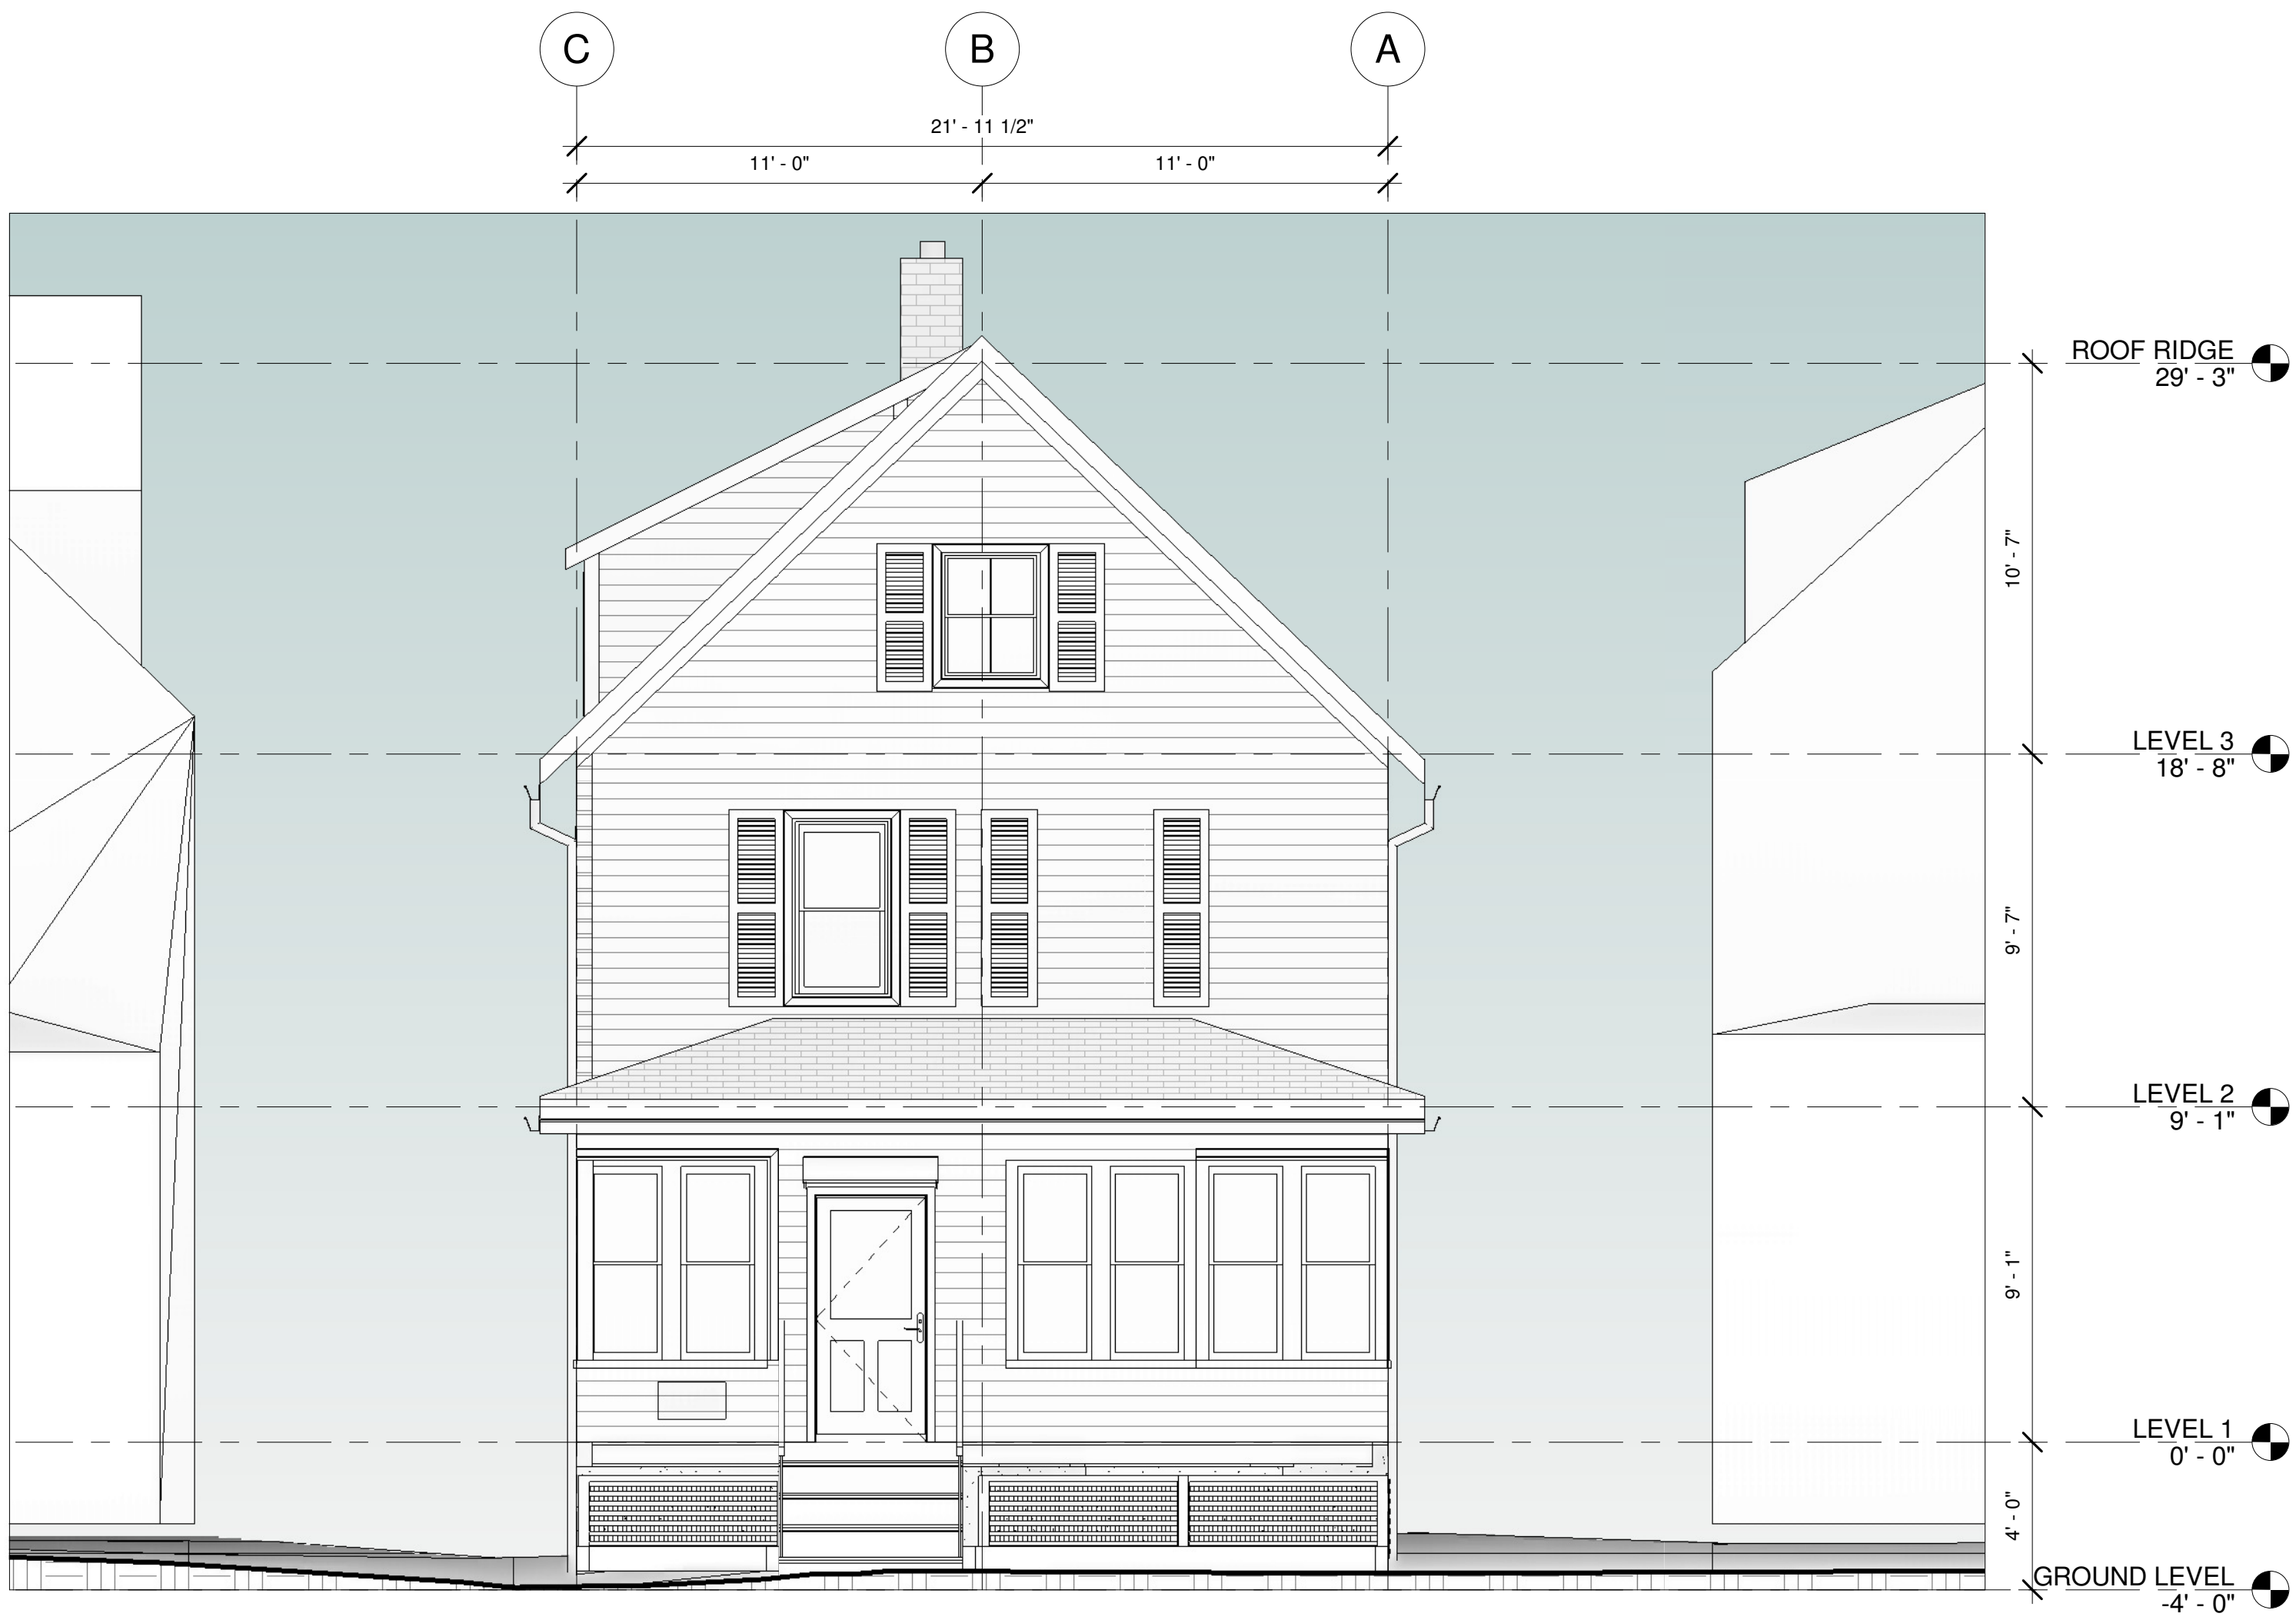 C
B
A
21' - 11 1/2"
11' - 0"
11' - 0"
ROOF RIDGE
29' - 3"
10' - 7"
LEVEL 3
18' - 8"
9' - 7"
LEVEL 2
9' - 1"
9' - 1"
LEVEL 1
0' - 0"
4' - 0"
GROUND LEVEL
-4' - 0"